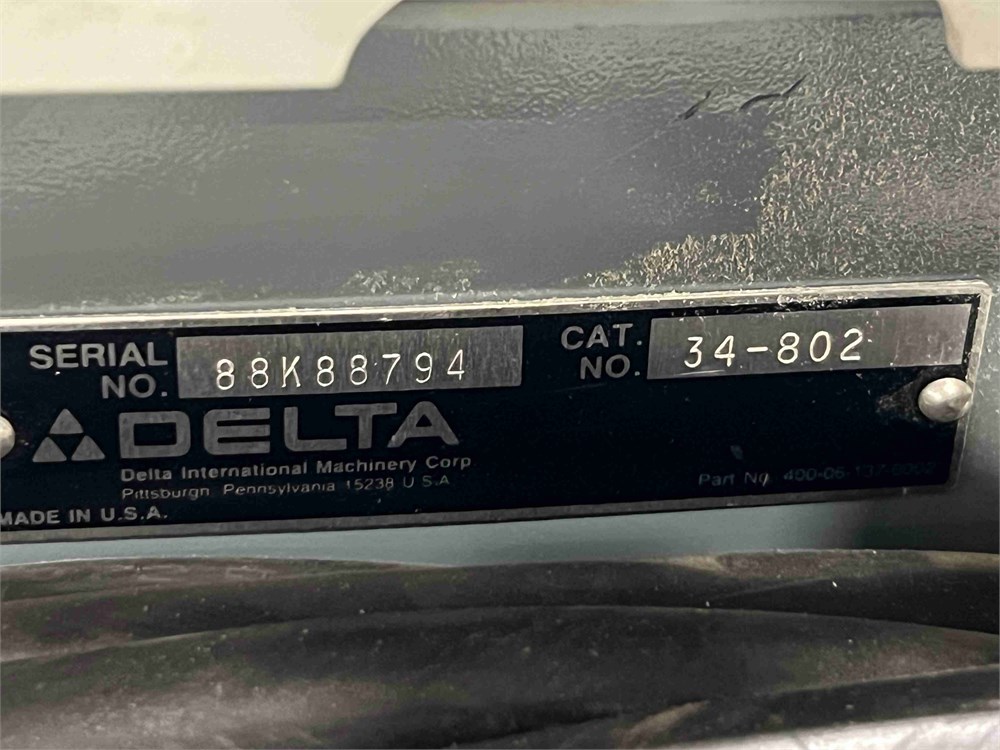 SERIAL NO. 88K88794 CAT. NO. 34-802
DELTA
Delta International Machinery Corp
Pittsburgh Pennsylvania 15238 U S A
Part No.
MADE IN U.S.A.